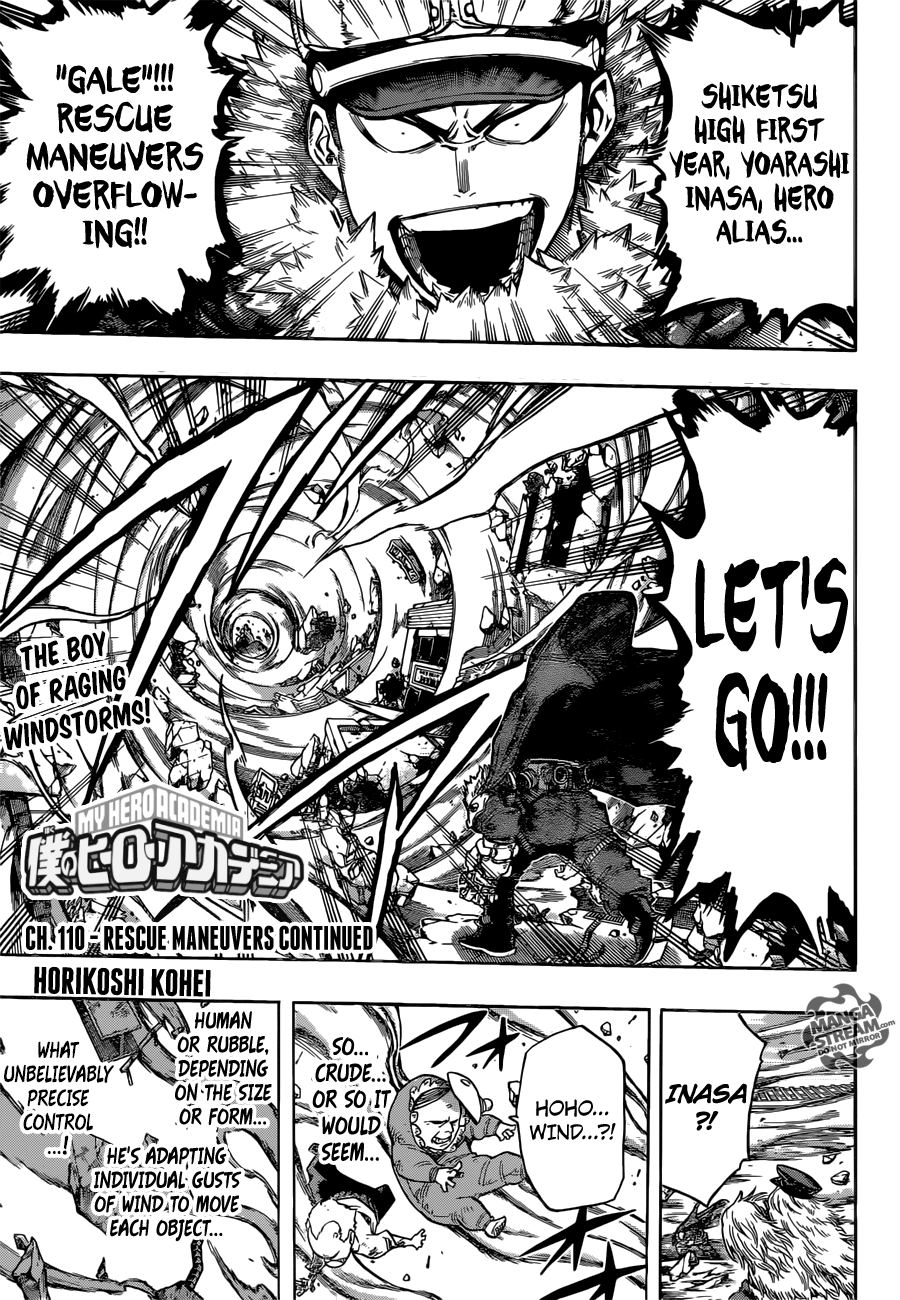 SHIKETSU
HIGH FIRST
YEAR, YOARASHI
INASA, HERO
ALIAS...
"GALE"!!!
RESCUE
MANEUVERS
OVERFLOW-
ING!!
LET'S
GO!!!
THE BOY
OF RAGING
WINDSTORMS!
MY HERO ACADEMIA
僕のヒーローアカデミア
CH. 110 - RESCUE MANEUVERS CONTINUED
HORIKOSHI KOHEI
MANGA
STREAM.com
DO NOT MIRROR
INASA
?!
HOHO...
WIND...?!
SO...
CRUDE...
OR SO IT
WOULD
SEEM...
HUMAN
OR RUBBLE,
DEPENDING
ON THE SIZE
OR FORM...
HE'S ADAPTING
INDIVIDUAL GUSTS
OF WIND TO MOVE
EACH OBJECT...
WHAT
UNBELIEVABLY
PRECISE
CONTROL
...!